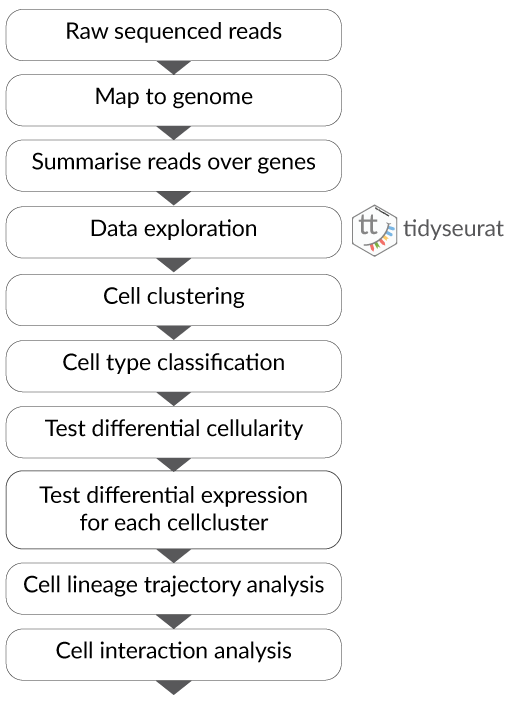 Raw sequenced reads
Map to genome
Summarise reads over genes
Data exploration
tt
tidyseurat
Cell clustering
Cell type classification
Test differential cellularity
Test differential expression
for each cellcluster
Cell lineage trajectory analysis
Cell interaction analysis